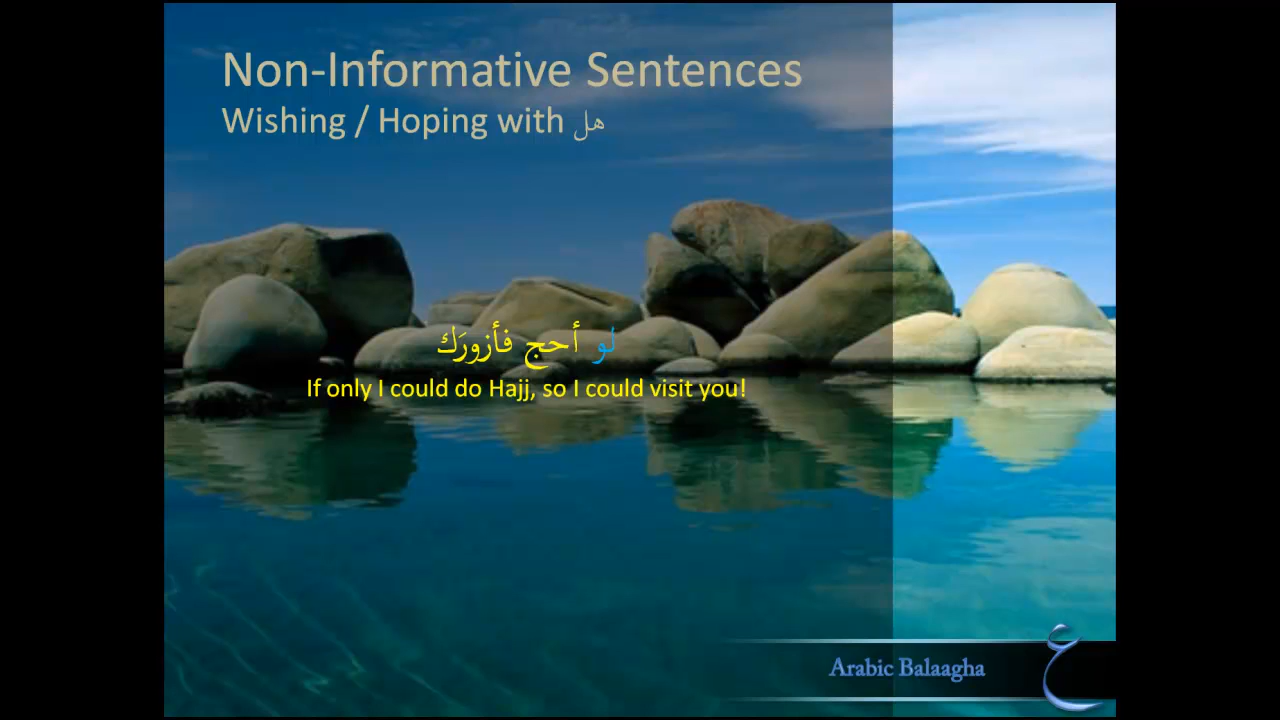 Non-Informative Sentences
Wishing / Hoping with هل
لو أحج فأزورَك
If only I could do Hajj, so I could visit you!
Arabic Balaagha
ع